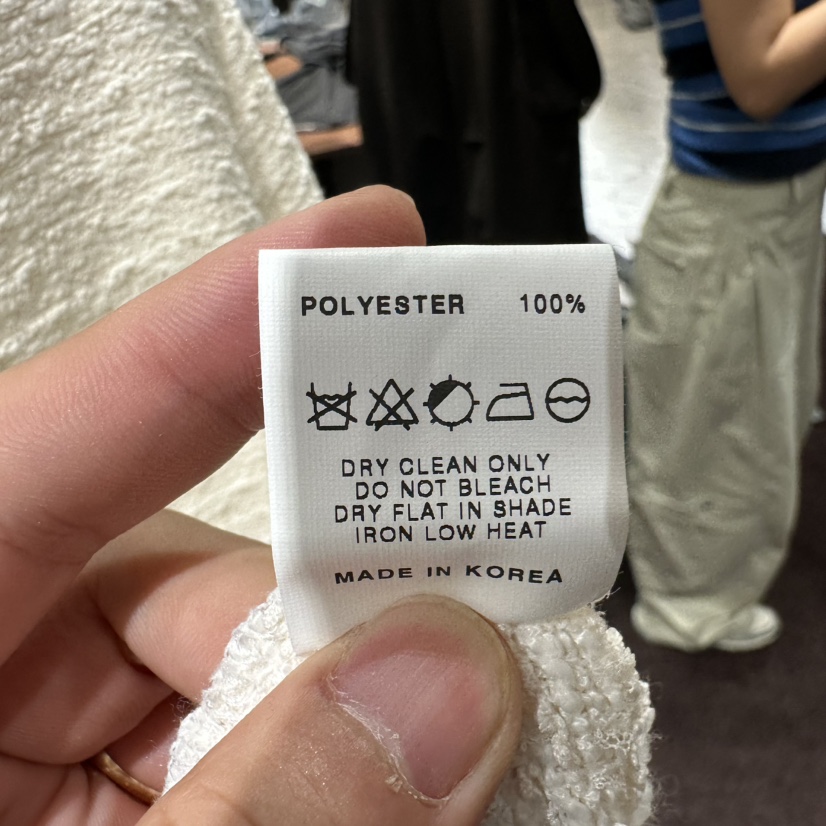 POLYESTER 100%
DRY CLEAN ONLY
DO NOT BLEACH
DRY FLAT IN SHADE
IRON LOW HEAT
MADE IN KOREA